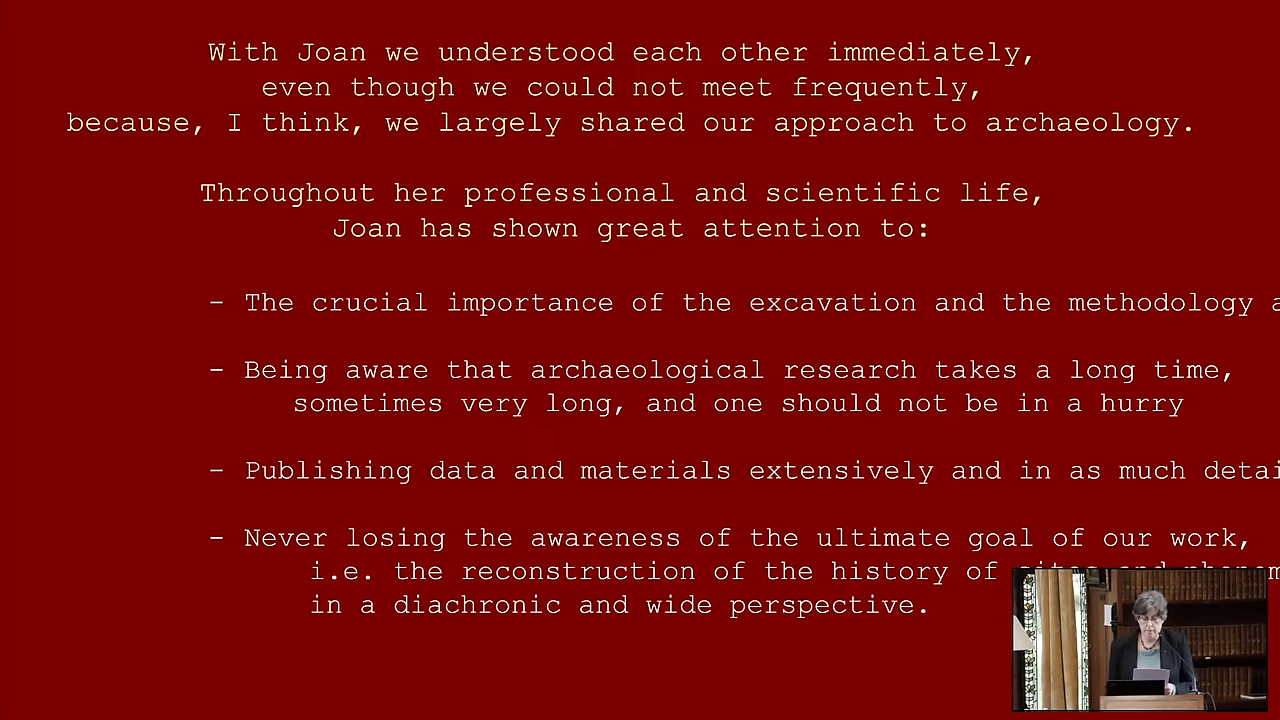 With Joan we understood each other immediately,
even though we could not meet frequently,
because, I think, we largely shared our approach to archaeology.
Throughout her professional and scientific life,
Joan has shown great attention to:
- The crucial importance of the excavation and the methodology
- Being aware that archaeological research takes a long time,
sometimes very long, and one should not be in a hurry
- Publishing data and materials extensively and in as much
- Never losing the awareness of the ultimate goal of our work,
i.e. the reconstruction of the history of sites and
in a diachronic and wide perspective.